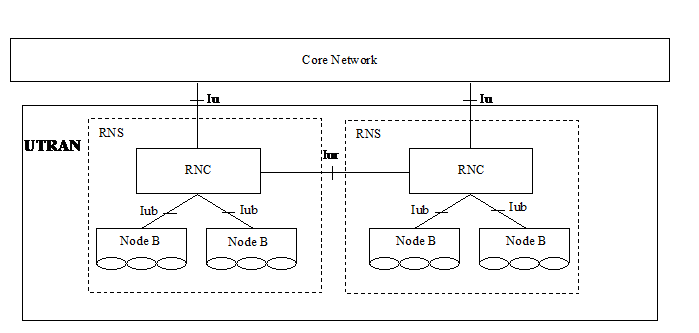 Core Network
Iu
Iu
RNS
RNS
UTRAN
Iur
RNC
RNC
Iub
Iub
Iub
Iub
Node B
Node B
Node B
Node B